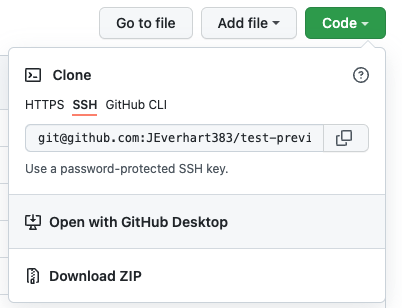 Go to file Add file Code
Clone
HTTPS SSH GitHub CLI
git@github.com:JEverhart383/test-previ
Use a password-protected SSH key.
Open with GitHub Desktop
Download ZIP